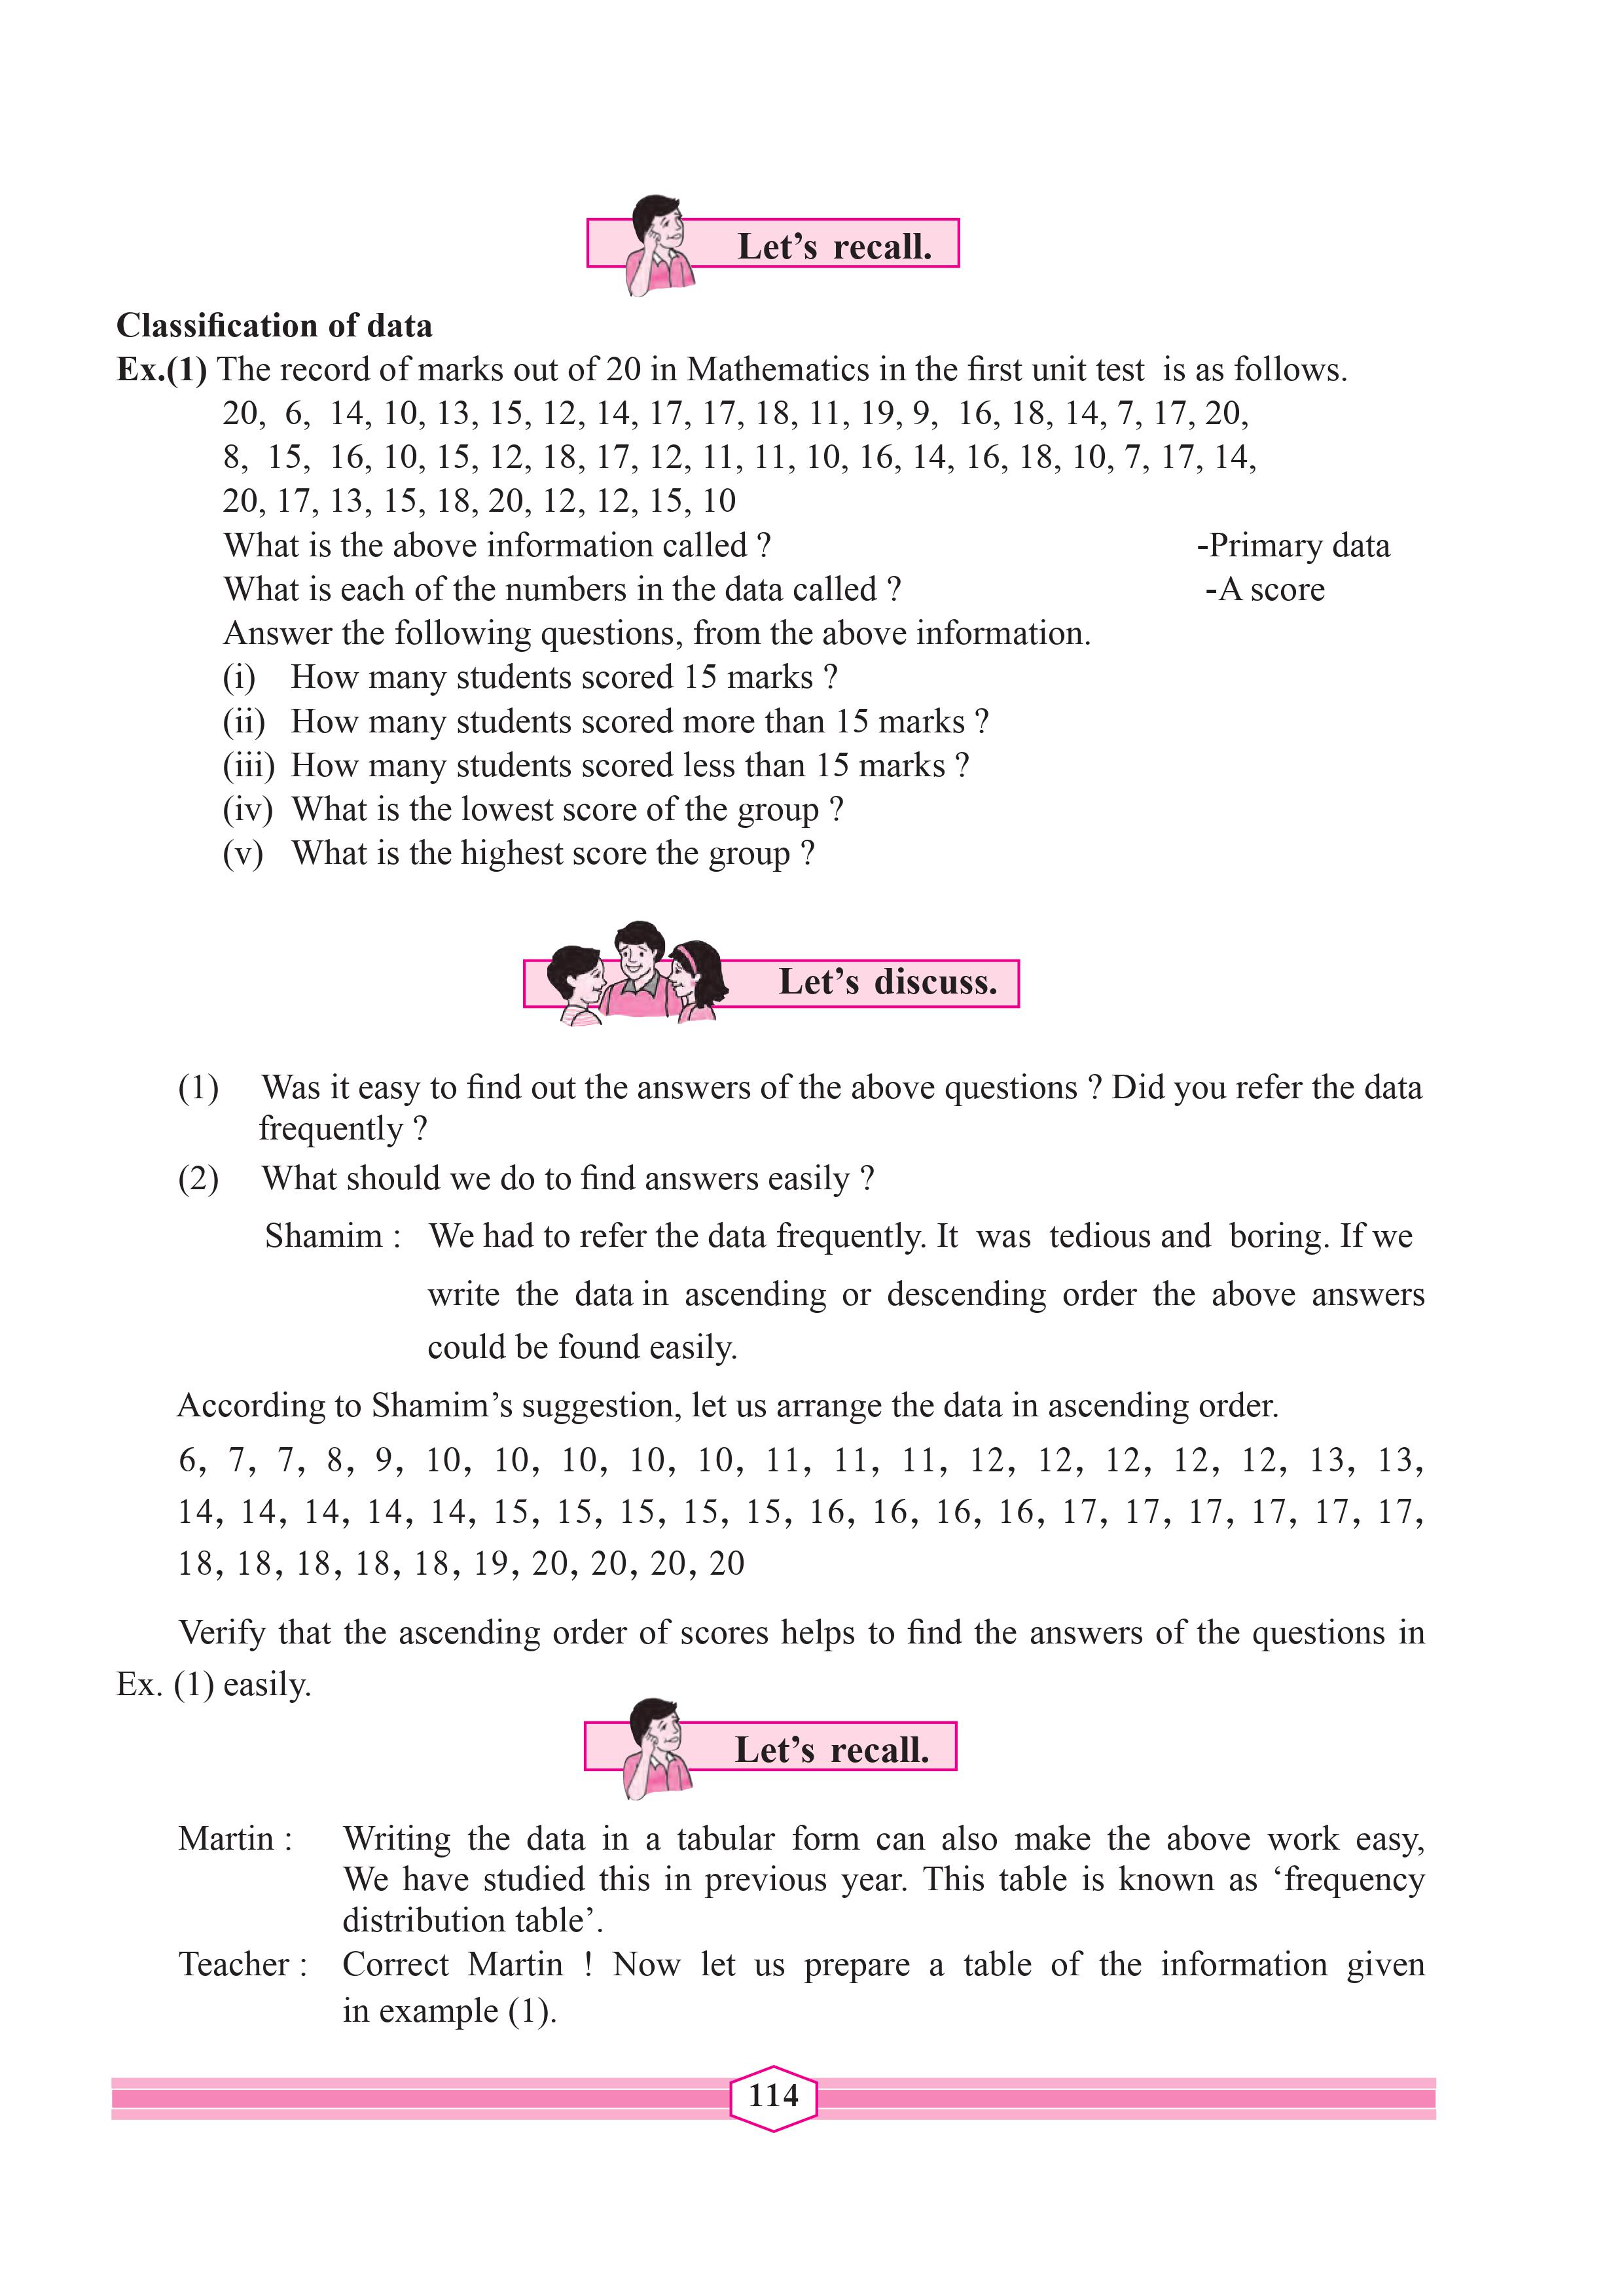 Let’s recall.
Classification of data
Ex.(1) The record of marks out of 20 in Mathematics in the first unit test is as follows.
20, 6, 14, 10, 13, 15, 12, 14, 17, 17, 18, 11, 19, 9, 16, 18, 14, 7, 17, 20,
8, 15, 16, 10, 15, 12, 18, 17, 12, 11, 11, 10, 16, 14, 16, 18, 10, 7, 17, 14,
20, 17, 13, 15, 18, 20, 12, 12, 15, 10
What is the above information called ? -Primary data
What is each of the numbers in the data called ? -A score
Answer the following questions, from the above information.
(i) How many students scored 15 marks ?
(ii) How many students scored more than 15 marks ?
(iii) How many students scored less than 15 marks ?
(iv) What is the lowest score of the group ?
(v) What is the highest score the group ?
Let’s discuss.
(1) Was it easy to find out the answers of the above questions ? Did you refer the data
frequently ?
(2) What should we do to find answers easily ?
Shamim : We had to refer the data frequently. It was tedious and boring. If we
write the data in ascending or descending order the above answers
could be found easily.
According to Shamim’s suggestion, let us arrange the data in ascending order.
6, 7, 7, 8, 9, 10, 10, 10, 10, 10, 11, 11, 11, 12, 12, 12, 12, 12, 13, 13,
14, 14, 14, 14, 14, 15, 15, 15, 15, 15, 16, 16, 16, 16, 17, 17, 17, 17, 17, 17,
18, 18, 18, 18, 18, 19, 20, 20, 20, 20
Verify that the ascending order of scores helps to find the answers of the questions in
Ex. (1) easily.
Let’s recall.
Martin : Writing the data in a tabular form can also make the above work easy,
We have studied this in previous year. This table is known as ‘frequency
distribution table’.
Teacher : Correct Martin ! Now let us prepare a table of the information given
in example (1).
114